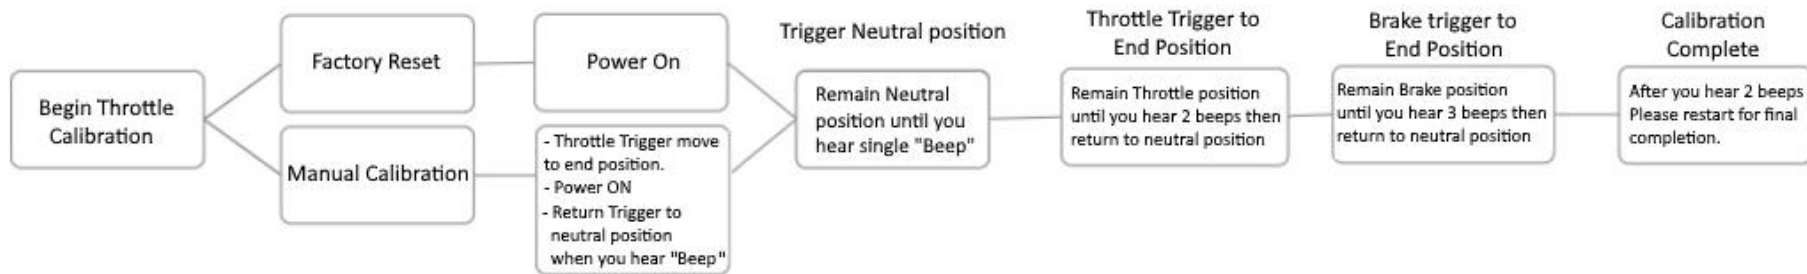 Begin Throttle
Calibration
Factory Reset
Power On
Manual Calibration
- Throttle Trigger move
to end position.
- Power ON
- Return Trigger to
neutral position
when you hear "Beep"
Trigger Neutral position
Remain Neutral
position until you
hear single "Beep"
Throttle Trigger to
End Position
Remain Throttle position
until you hear 2 beeps then
return to neutral position
Brake trigger to
End Position
Remain Brake position
until you hear 3 beeps then
return to neutral position
Calibration
Complete
After you hear 2 beeps
Please restart for final
completion.